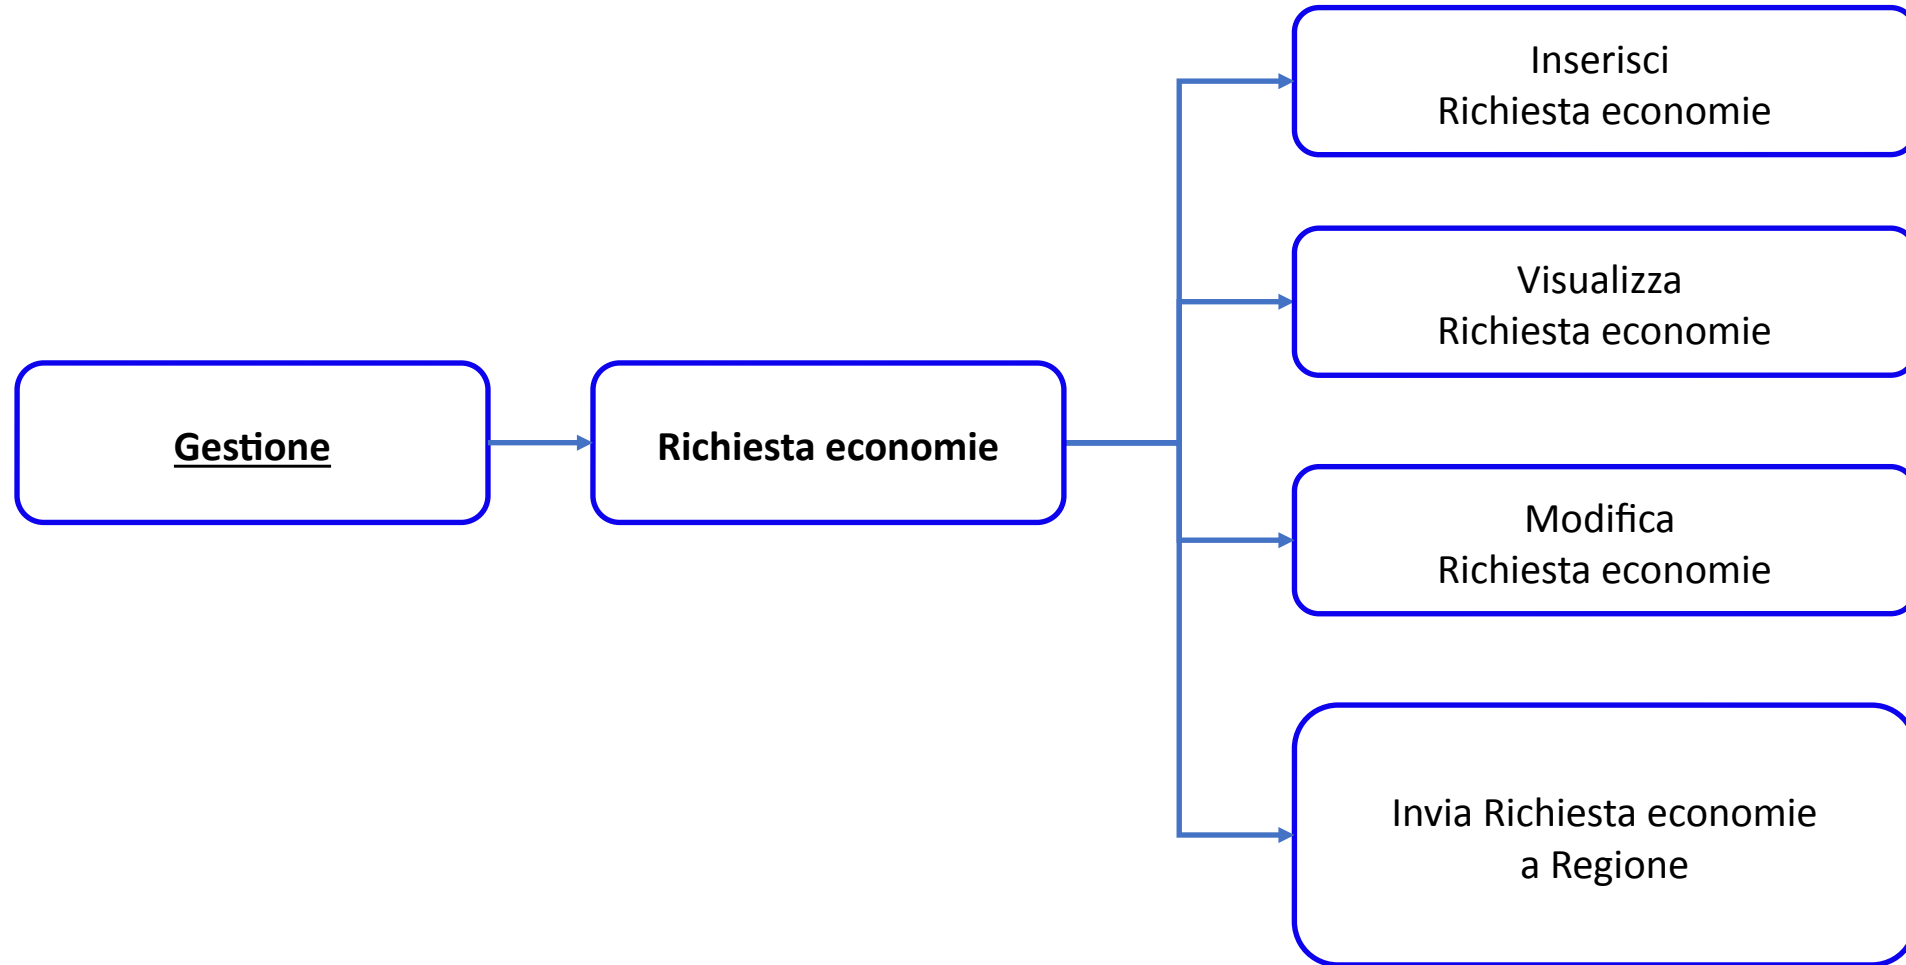 Gestione
Richiesta economie
Inserisci
Richiesta economie
Visualizza
Richiesta economie
Modifica
Richiesta economie
Invia Richiesta economie
a Regione